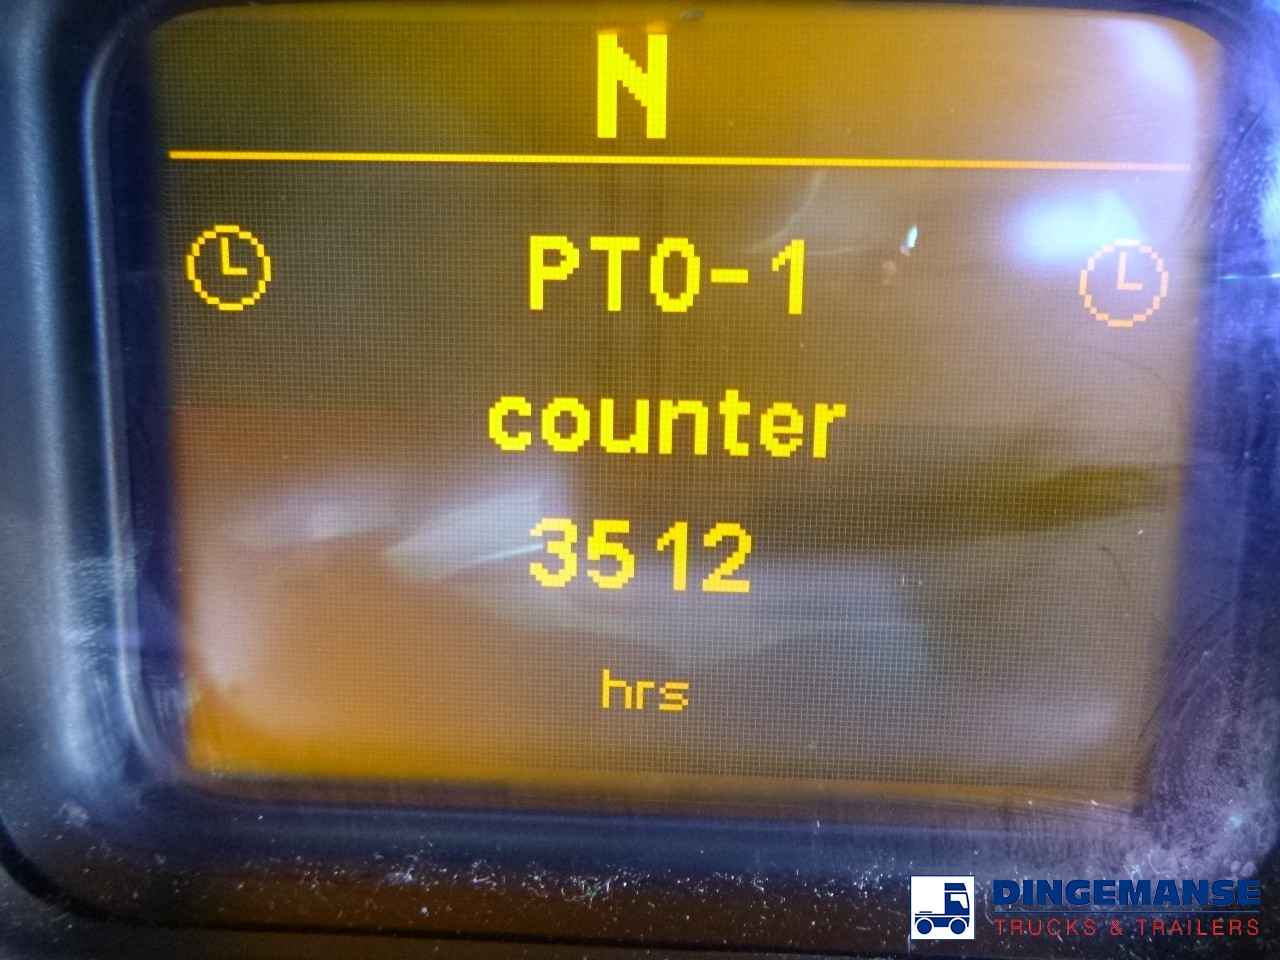 N
PTO-1
counter
3512
hrs
DINGEMANSE
TRUCKS & TRAILERS